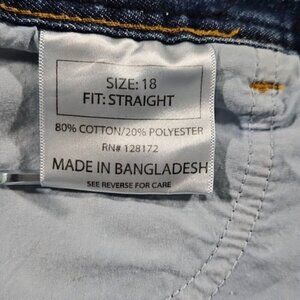 SIZE: 18
FIT: STRAIGHT
80% COTTON/20% POLYESTER
RN# 128172
MADE IN BANGLADESH
SEE REVERSE FOR CARE